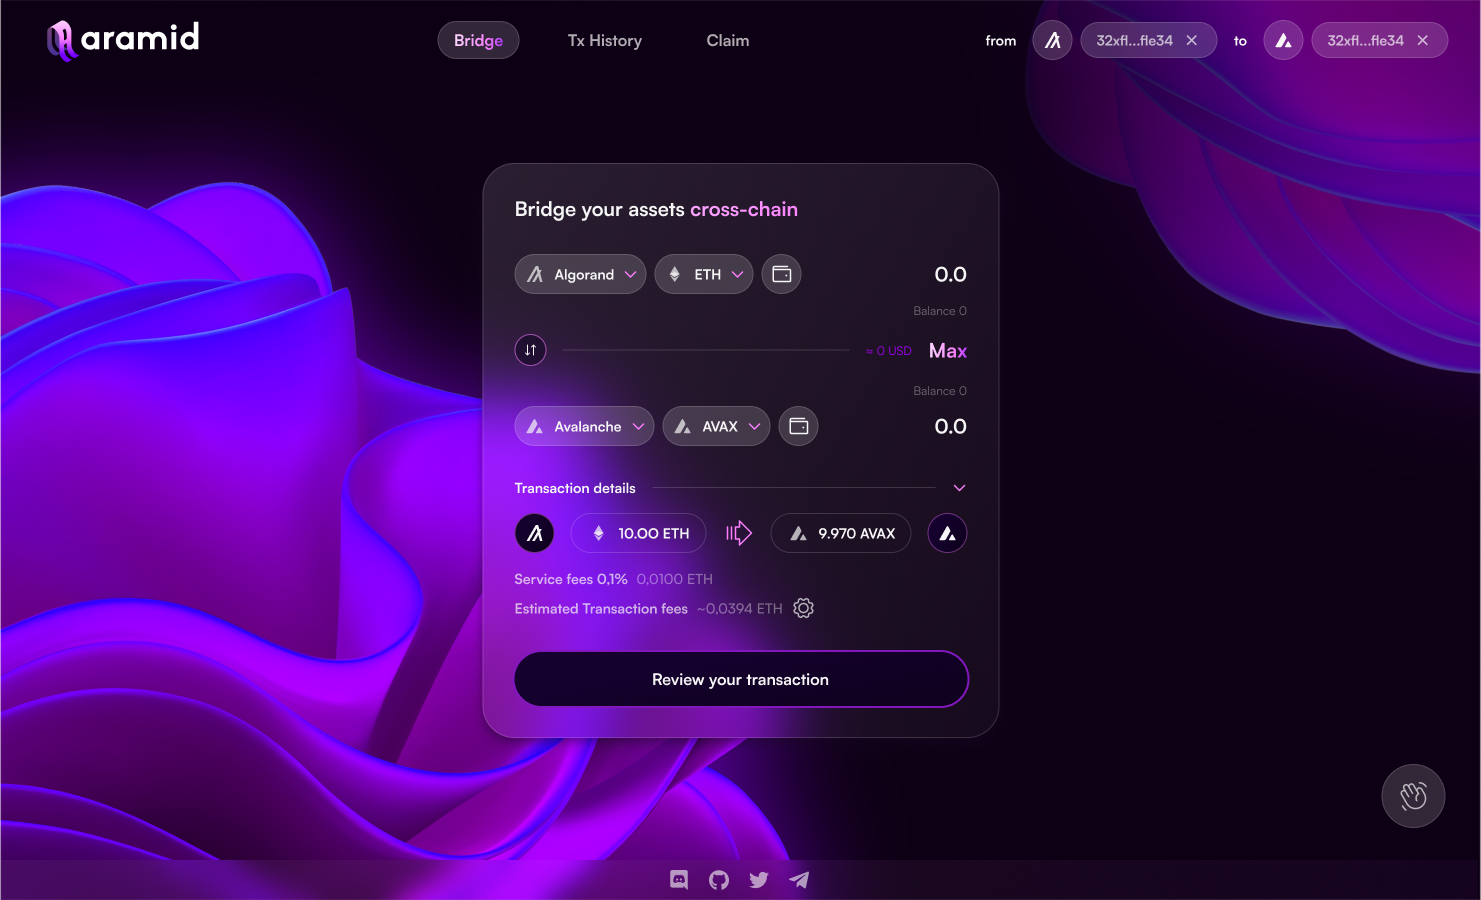 aramid
Bridge
Tx History
Claim
from
32xfl...fle34
to
32xfl...fle34
Bridge your assets cross-chain
Algorand
ETH
0.0
Balance 0
≈ 0 USD
Max
Balance 0
Avalanche
AVAX
0.0
Transaction details
10.00 ETH
9.970 AVAX
Service fees 0,1% 0,0100 ETH
Estimated Transaction fees ~0,0394 ETH
Review your transaction